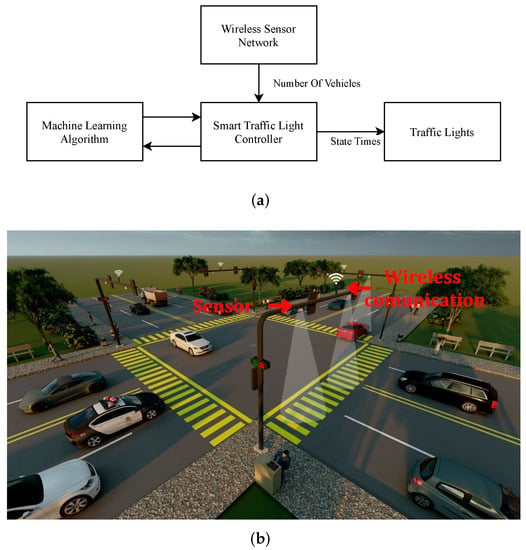 Wireless Sensor
Network
Number Of Vehicles
Machine Learning
Algorithm
Smart Traffic Light
Controller
State Times
Traffic Lights
(a)
Sensor
Wireless
comunication
(b)